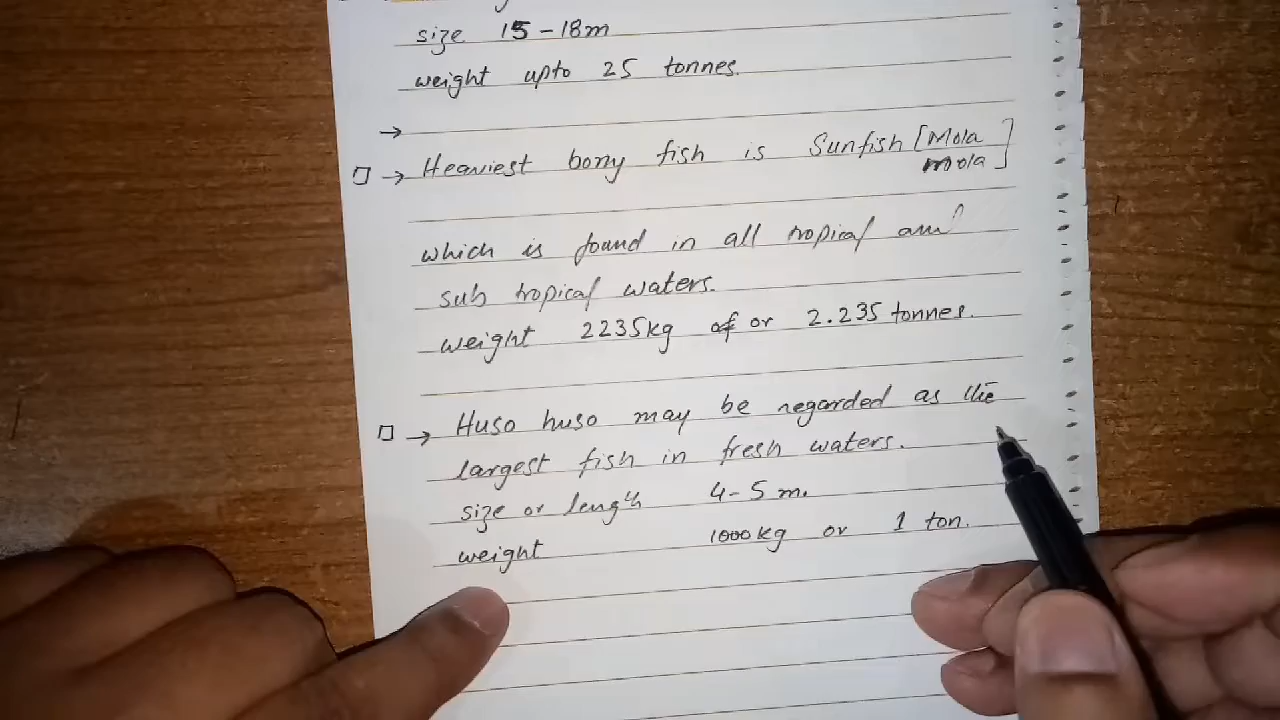 size 15-18m
weight upto 25 tonnes.
→
→ Heaviest bony fish is Sunfish [Mola mola]
which is found in all tropical and
sub tropical waters.
weight 2235kg or 2.235 tonnes.
→ Huso huso may be regarded as the
largest fish in fresh waters.
size or length 4-5m.
weight 1000kg or 1 ton.